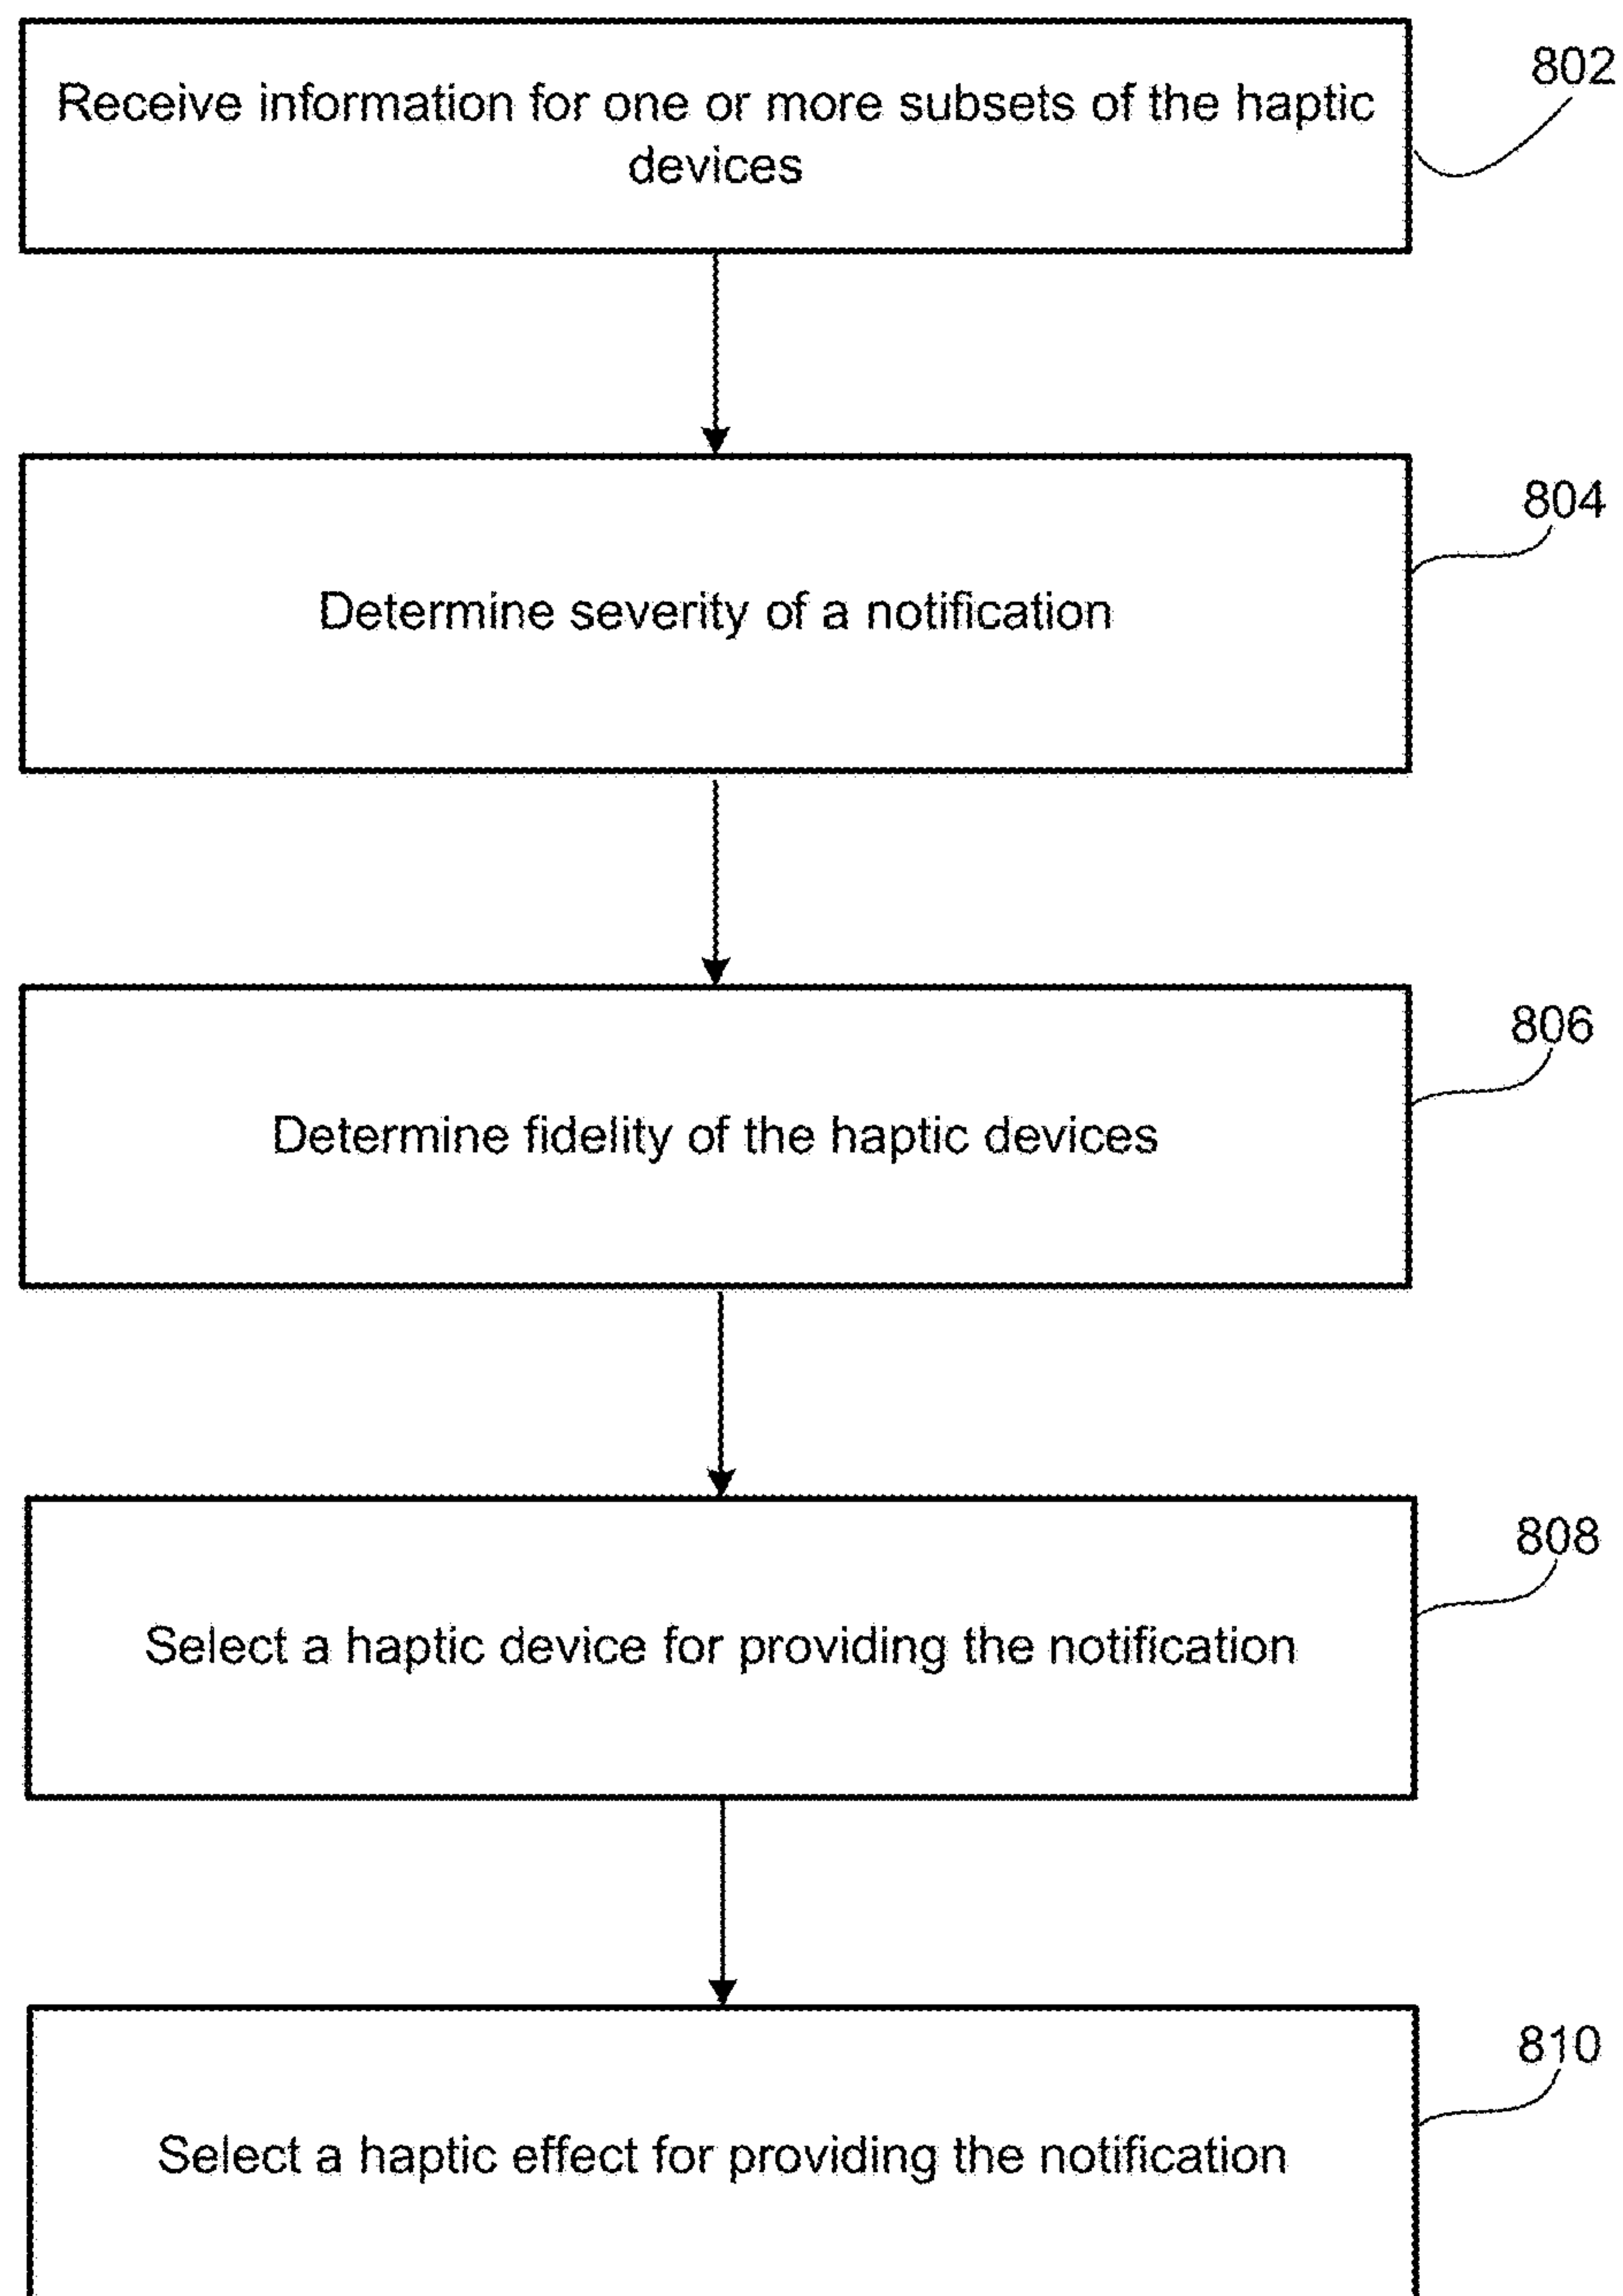 Receive information for one or more subsets of the haptic
devices
802
Determine severity of a notification
804
Determine fidelity of the haptic devices
806
Select a haptic device for providing the notification
808
Select a haptic effect for providing the notification
810